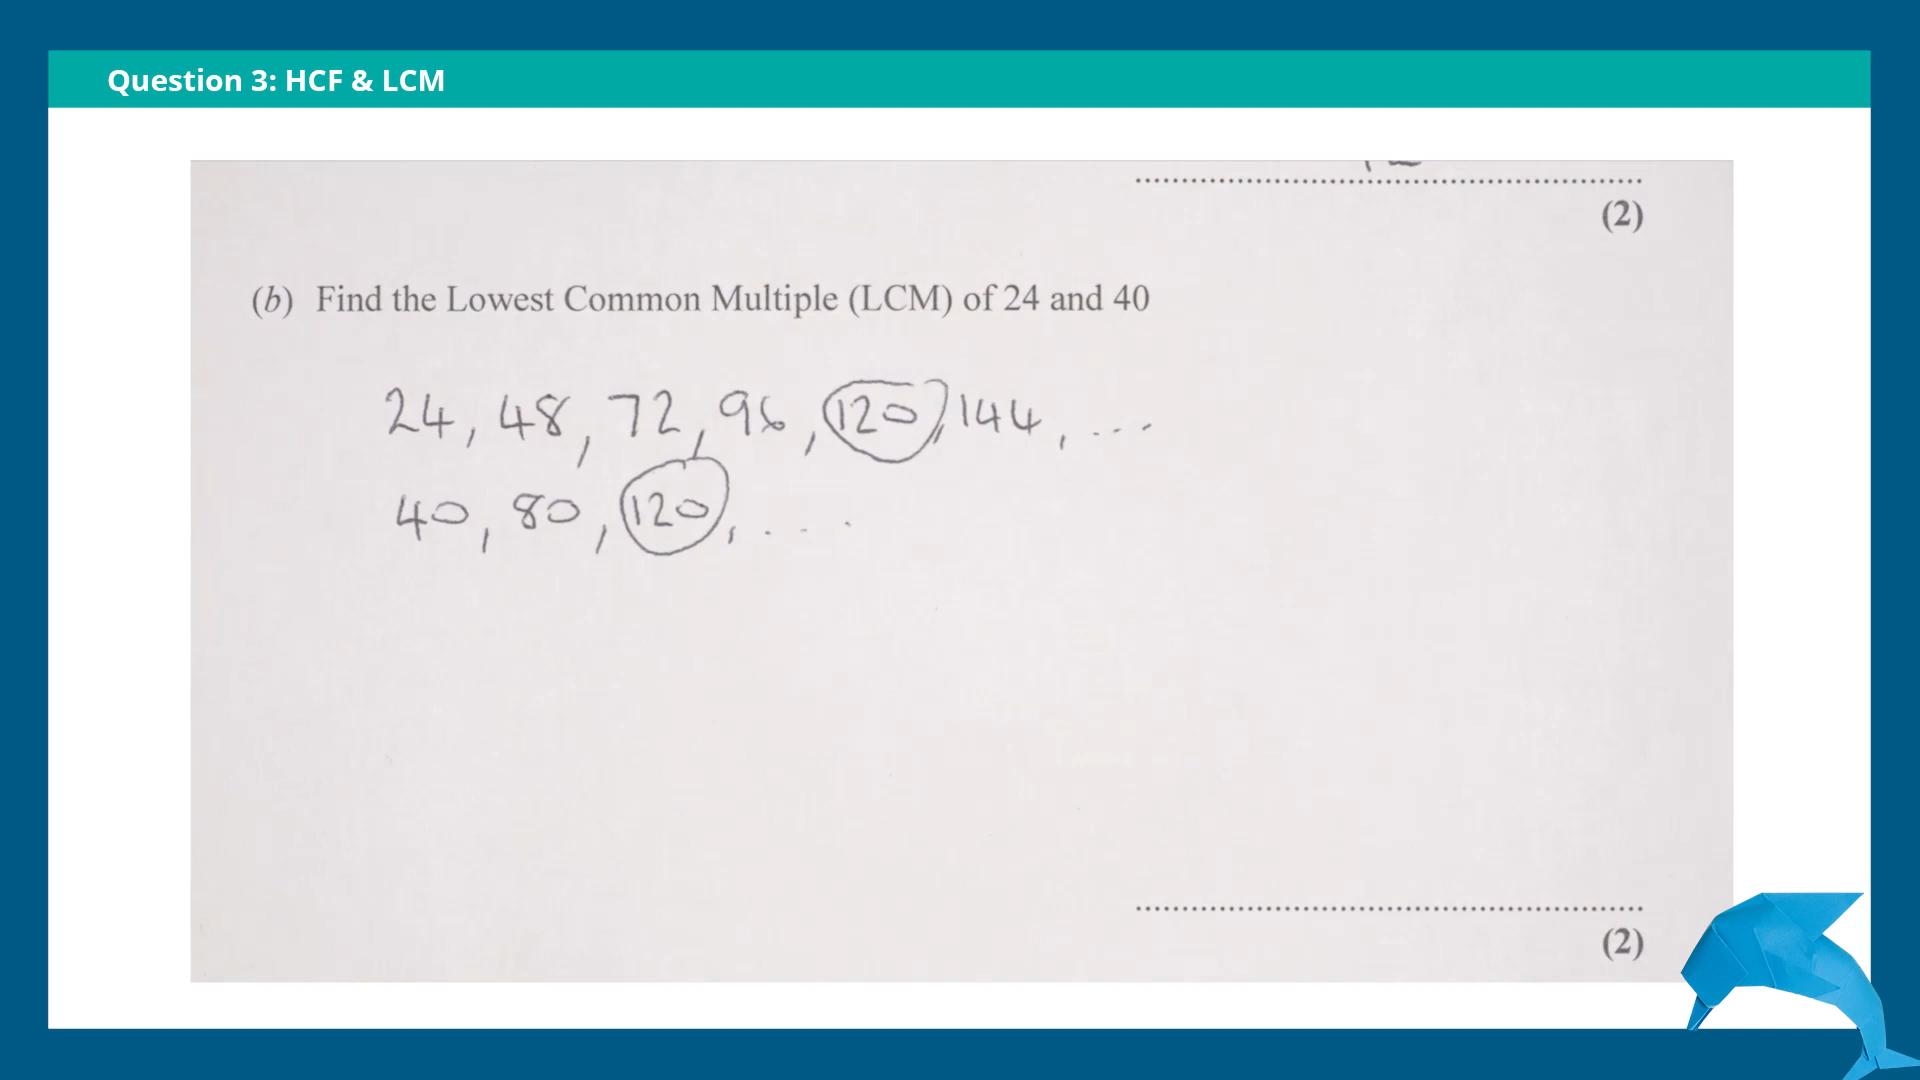 Question 3: HCF & LCM
(2)
(b) Find the Lowest Common Multiple (LCM) of 24 and 40
24, 48, 72, 96, 120, 144, ...
40, 80, 120, ....
(2)